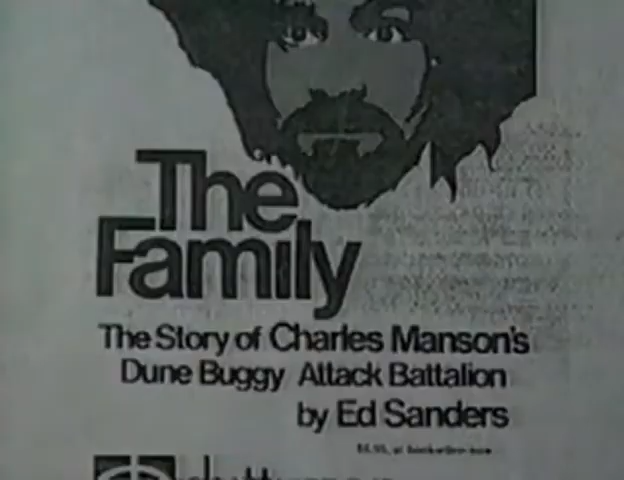 The
Family
The Story of Charles Manson's
Dune Buggy Attack Battalion
by Ed Sanders